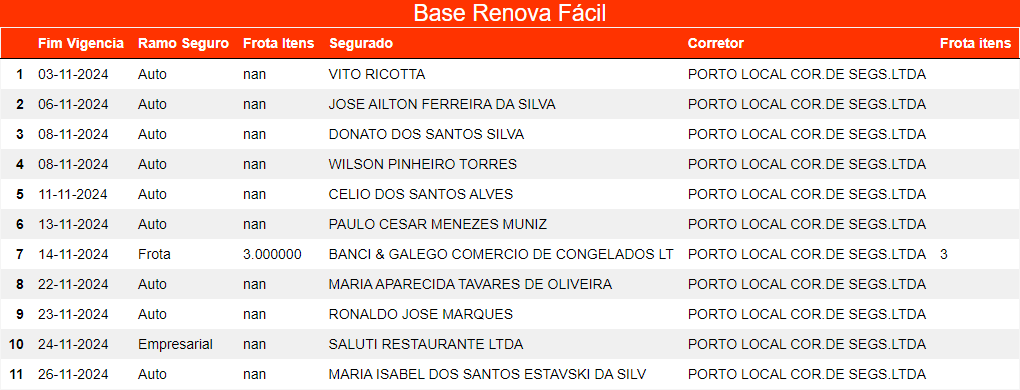 Base Renova Fácil
Fim Vigencia Ramo Seguro Frota Itens Segurado Corretor Frota itens
1 03-11-2024 Auto nan VITO RICOTTA PORTO LOCAL COR.DE SEGS.LTDA
2 06-11-2024 Auto nan JOSE AILTON FERREIRA DA SILVA PORTO LOCAL COR.DE SEGS.LTDA
3 08-11-2024 Auto nan DONATO DOS SANTOS SILVA PORTO LOCAL COR.DE SEGS.LTDA
4 08-11-2024 Auto nan WILSON PINHEIRO TORRES PORTO LOCAL COR.DE SEGS.LTDA
5 11-11-2024 Auto nan CELIO DOS SANTOS ALVES PORTO LOCAL COR.DE SEGS.LTDA
6 13-11-2024 Auto nan PAULO CESAR MENEZES MUNIZ PORTO LOCAL COR.DE SEGS.LTDA
7 14-11-2024 Frota 3.000000 BANCI & GALEGO COMERCIO DE CONGELADOS LT PORTO LOCAL COR.DE SEGS.LTDA 3
8 22-11-2024 Auto nan MARIA APARECIDA TAVARES DE OLIVEIRA PORTO LOCAL COR.DE SEGS.LTDA
9 23-11-2024 Auto nan RONALDO JOSE MARQUES PORTO LOCAL COR.DE SEGS.LTDA
10 24-11-2024 Empresarial nan SALUTI RESTAURANTE LTDA PORTO LOCAL COR.DE SEGS.LTDA
11 26-11-2024 Auto nan MARIA ISABEL DOS SANTOS ESTAVSKI DA SILV PORTO LOCAL COR.DE SEGS.LTDA